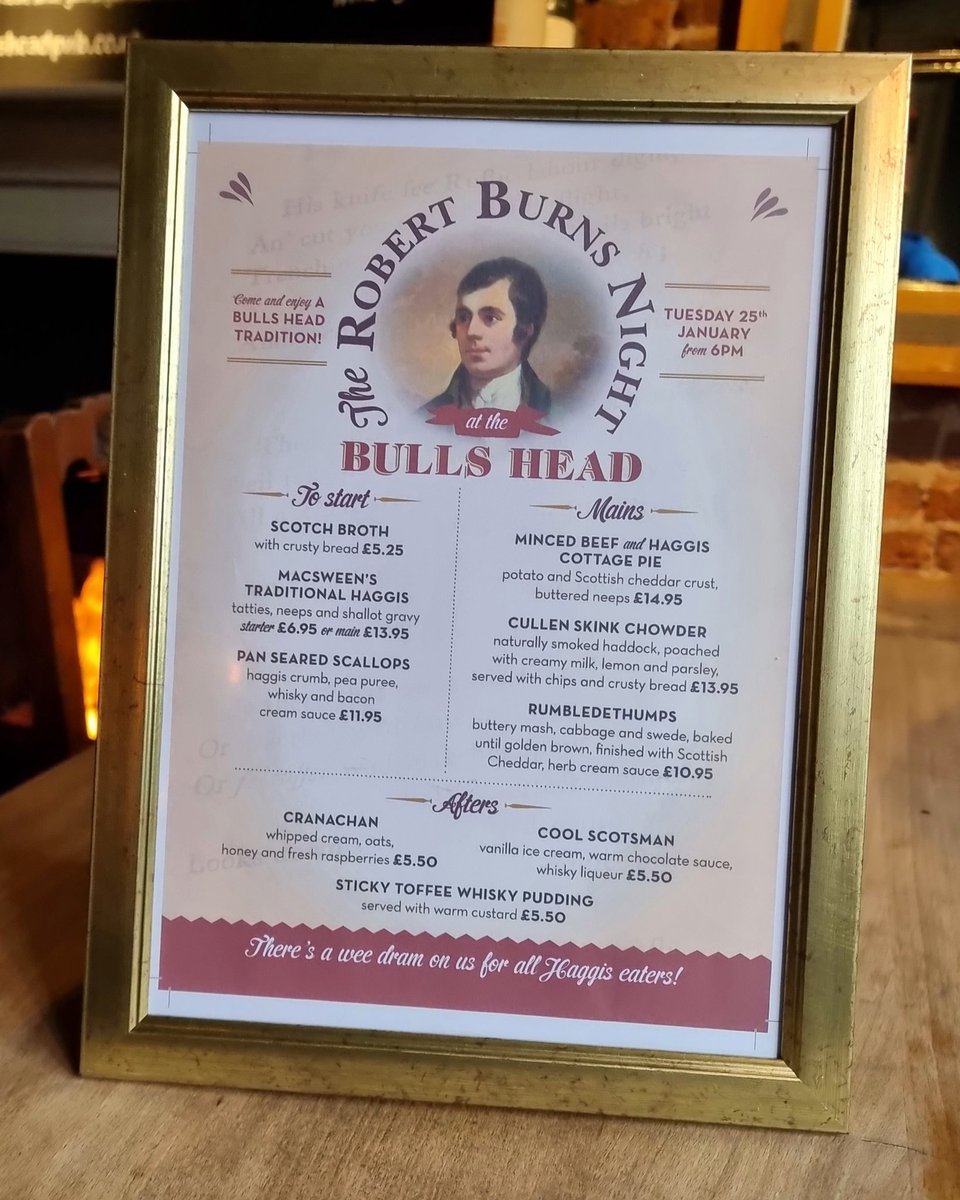 headpub.co.uk
The ROBERT BURNS NIGHT
Come and enjoy A
BULLS HEAD
TRADITION!
TUESDAY 25th
JANUARY
from 6PM
at the
BULLS HEAD
To start
SCOTCH BROTH
with crusty bread £5.25
MACSWEEN'S
TRADITIONAL HAGGIS
tatties, neeps and shallot gravy
starter £6.95 or main £13.95
PAN SEARED SCALLOPS
haggis crumb, pea puree,
whisky and bacon
cream sauce £11.95
Mains
MINCED BEEF and HAGGIS
COTTAGE PIE
potato and Scottish cheddar crust,
buttered neeps £14.95
CULLEN SKINK CHOWDER
naturally smoked haddock, poached
with creamy milk, lemon and parsley,
served with chips and crusty bread £13.95
RUMBLEDETHUMPS
buttery mash, cabbage and swede, baked
until golden brown, finished with Scottish
Cheddar, herb cream sauce £10.95
Afters
CRANACHAN
whipped cream, oats,
honey and fresh raspberries £5.50
COOL SCOTSMAN
vanilla ice cream, warm chocolate sauce,
whisky liqueur £5.50
STICKY TOFFEE WHISKY PUDDING
served with warm custard £5.50
There's a wee dram on us for all Haggis eaters!